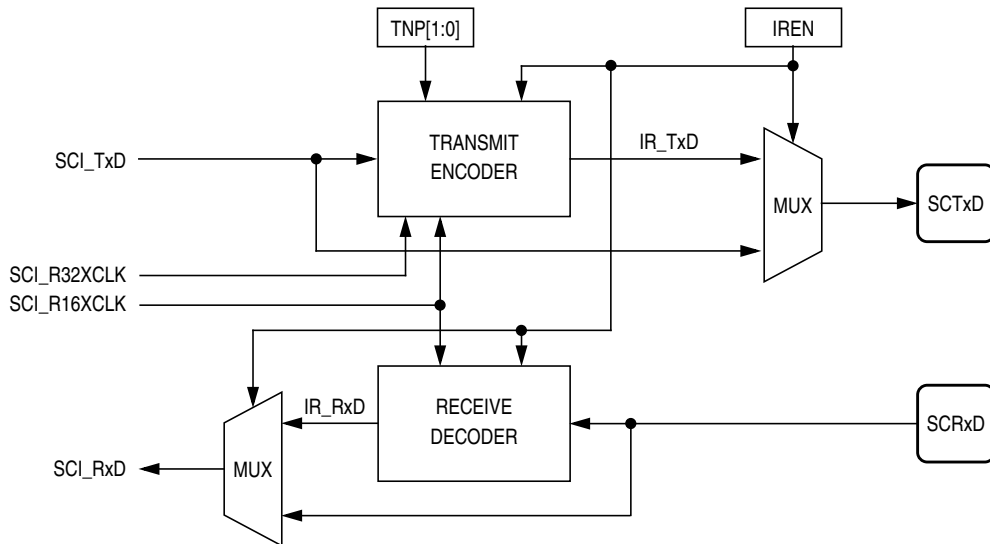 TNP[1:0]
IREN
SCI_TxD
TRANSMIT
ENCODER
IR_TxD
MUX
SCTxD
SCI_R32XCLK
SCI_R16XCLK
IR_RxD
RECEIVE
DECODER
SCRxD
SCI_RxD
MUX